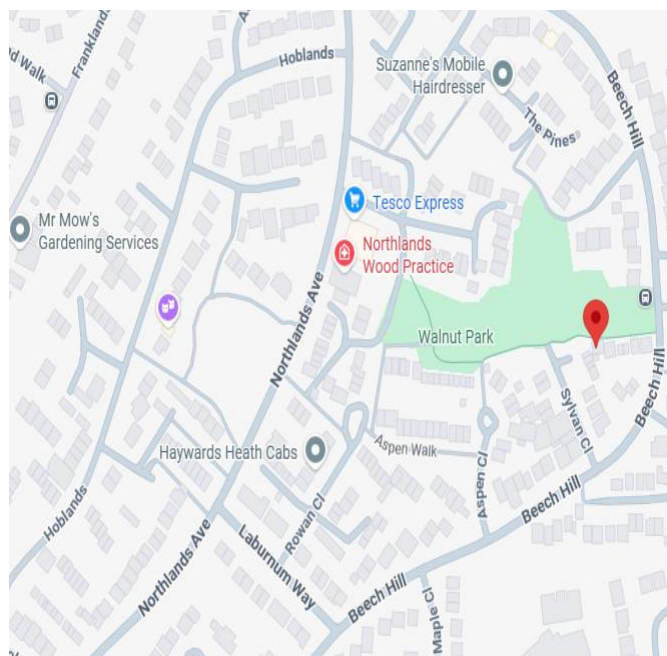 Franklands
Hoblands
Suzanne's Mobile
Hairdresser
Beech Hill
The Pines
Tesco Express
Mr Mow's
Gardening Services
Northlands
Wood Practice
Northlands Ave
Walnut Park
Sylvan Cl
Beech Hill
Haywards Heath Cabs
Aspen Walk
Aspen Cl
Hoblands
Rowan Cl
Beech Hill
Northlands Ave
Laburnum Way
Beech Hill
Maple Cl